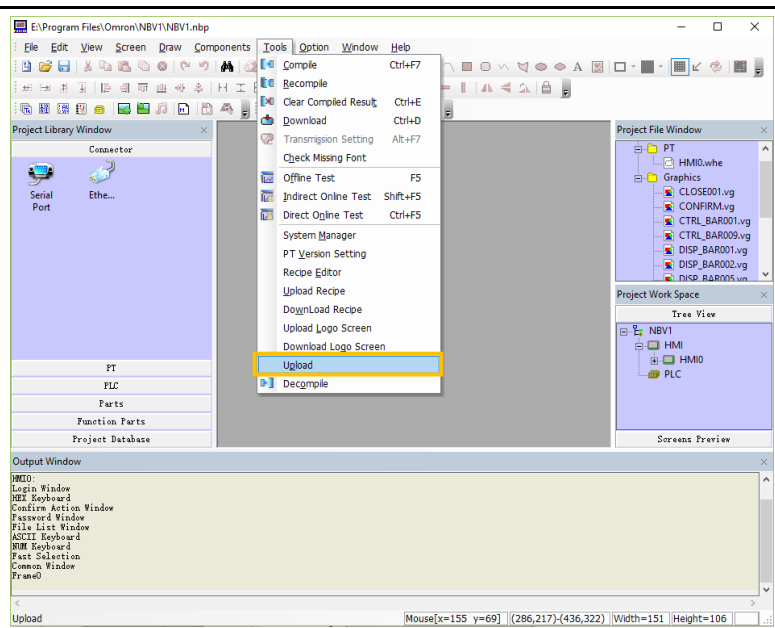 E:\Program Files\Omron\NBV1\NBV1.nbp
File Edit View Screen Draw Components Tools Option Window Help
Compile Ctrl+F7
Recompile
Clear Compiled Result Ctrl+E
Download Ctrl+D
Transmission Setting Alt+F7
Check Missing Font
Offline Test F5
Indirect Online Test Shift+F5
Direct Online Test Ctrl+F5
System Manager
PT Version Setting
Recipe Editor
Upload Recipe
DownLoad Recipe
Upload Logo Screen
Download Logo Screen
Upload
Decompile
Project Library Window
Connector
Serial Port
Ethe...
PT
PLC
Parts
Function Parts
Project Database
Project File Window
PT
HMI0.whe
Graphics
CLOSE001.vg
CONFIRM.vg
CTRL_BAR001.vg
CTRL_BAR009.vg
DISP_BAR001.vg
DISP_BAR002.vg
DISP_BAR005.vg
Project Work Space
Tree View
NBV1
HMI
HMI0
PLC
Screens Preview
Output Window
HMI0:
Login Window
HEX Keyboard
Confirm Action Window
Password Window
File List Window
ASCII Keyboard
NUM Keyboard
Fast Selection
Common Window
Frame0
Upload
Mouse[x=155 y=69] (286,217)-(436,322) Width=151 Height=106